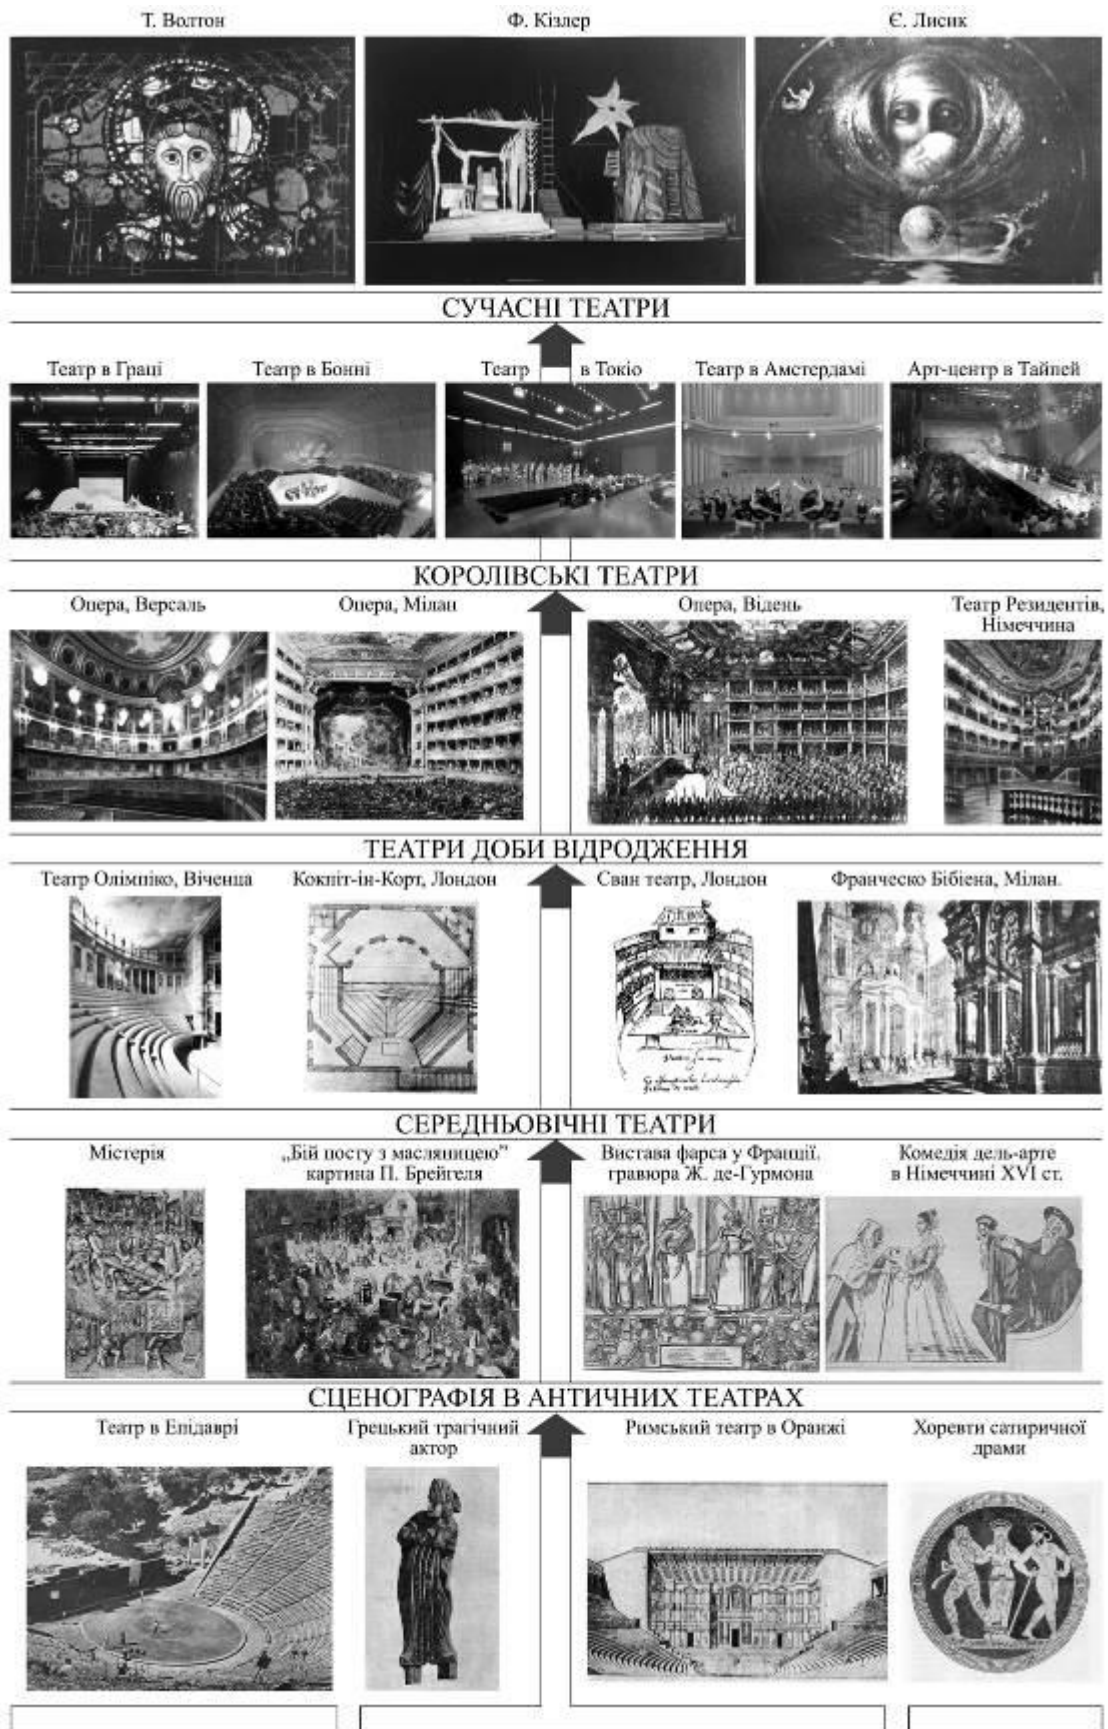 Т. Волтон
Ф. Кізлер
Є. Лисик
СУЧАСНІ ТЕАТРИ
Театр в Граці
Театр в Бонні
Театр в Токіо
Театр в Амстердамі
Арт-центр в Тайпей
КОРОЛІВСЬКІ ТЕАТРИ
Опера, Версаль
Опера, Мілан
Опера, Відень
Театр Резидентів,
Німеччина
ТЕАТРИ ДОБИ ВІДРОДЖЕННЯ
Театр Олімпіко, Віченца
Кокпіт-ін-Корт, Лондон
Сван театр, Лондон
Франческо Бібіена, Мілан.
СЕРЕДНЬОВІЧНІ ТЕАТРИ
Містерія
„Бій посту з масляницею”
картина П. Брейгеля
Вистава фарса у Франції.
гравюра Ж. де-Гурмона
Комедія дель-арте
в Німеччині XVI ст.
СЦЕНОГРАФІЯ В АНТИЧНИХ ТЕАТРАХ
Театр в Епідаврі
Грецький трагічний
актор
Римський театр в Оранжі
Хоревти сатиричної
драми